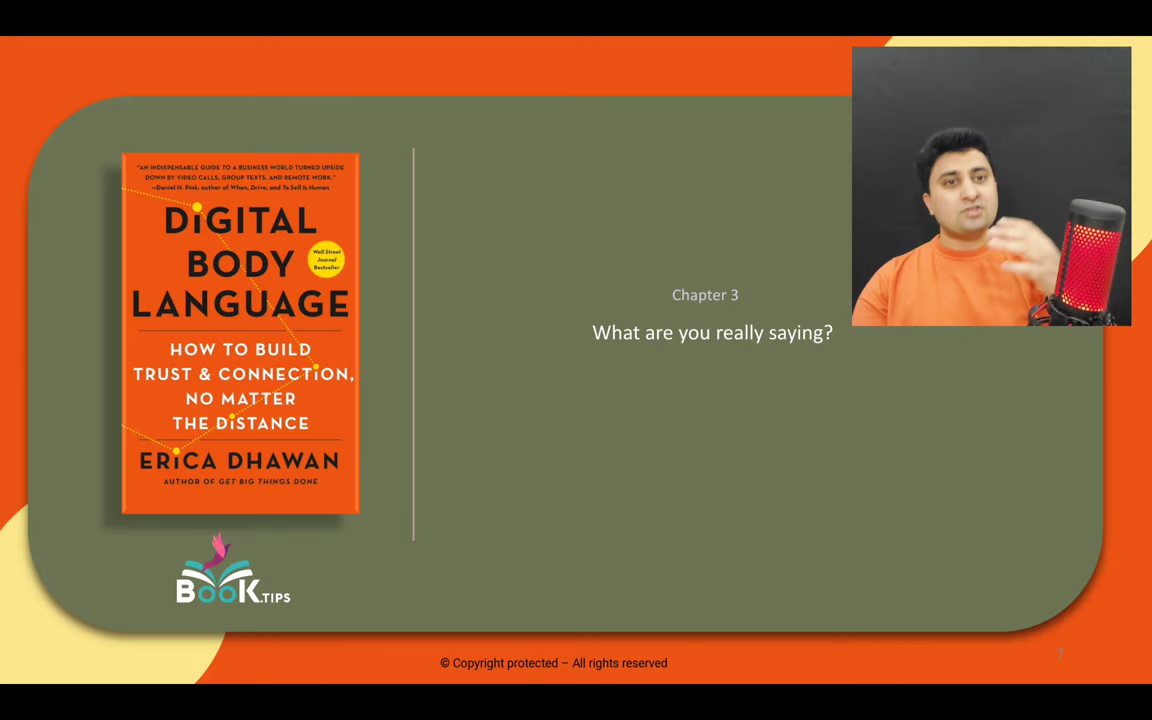 "AN INDISPENSABLE GUIDE TO A BUSINESS WORLD TURNED UPSIDE
DOWN BY VIDEO CALLS, GROUP TEXTS, AND REMOTE WORK."
—Daniel H. Pink, author of When, Drive, and To Sell Is Human
DiGITAL
BODY
LANGUAGE
Wall Street
Journal
Bestseller
HOW TO BUILD
TRUST & CONNECTiON,
NO MATTER
THE DiSTANCE
ERiCA DHAWAN
AUTHOR OF GET BIG THINGS DONE
BOOK.TIPS
Chapter 3
What are you really saying?
© Copyright protected – All rights reserved
7